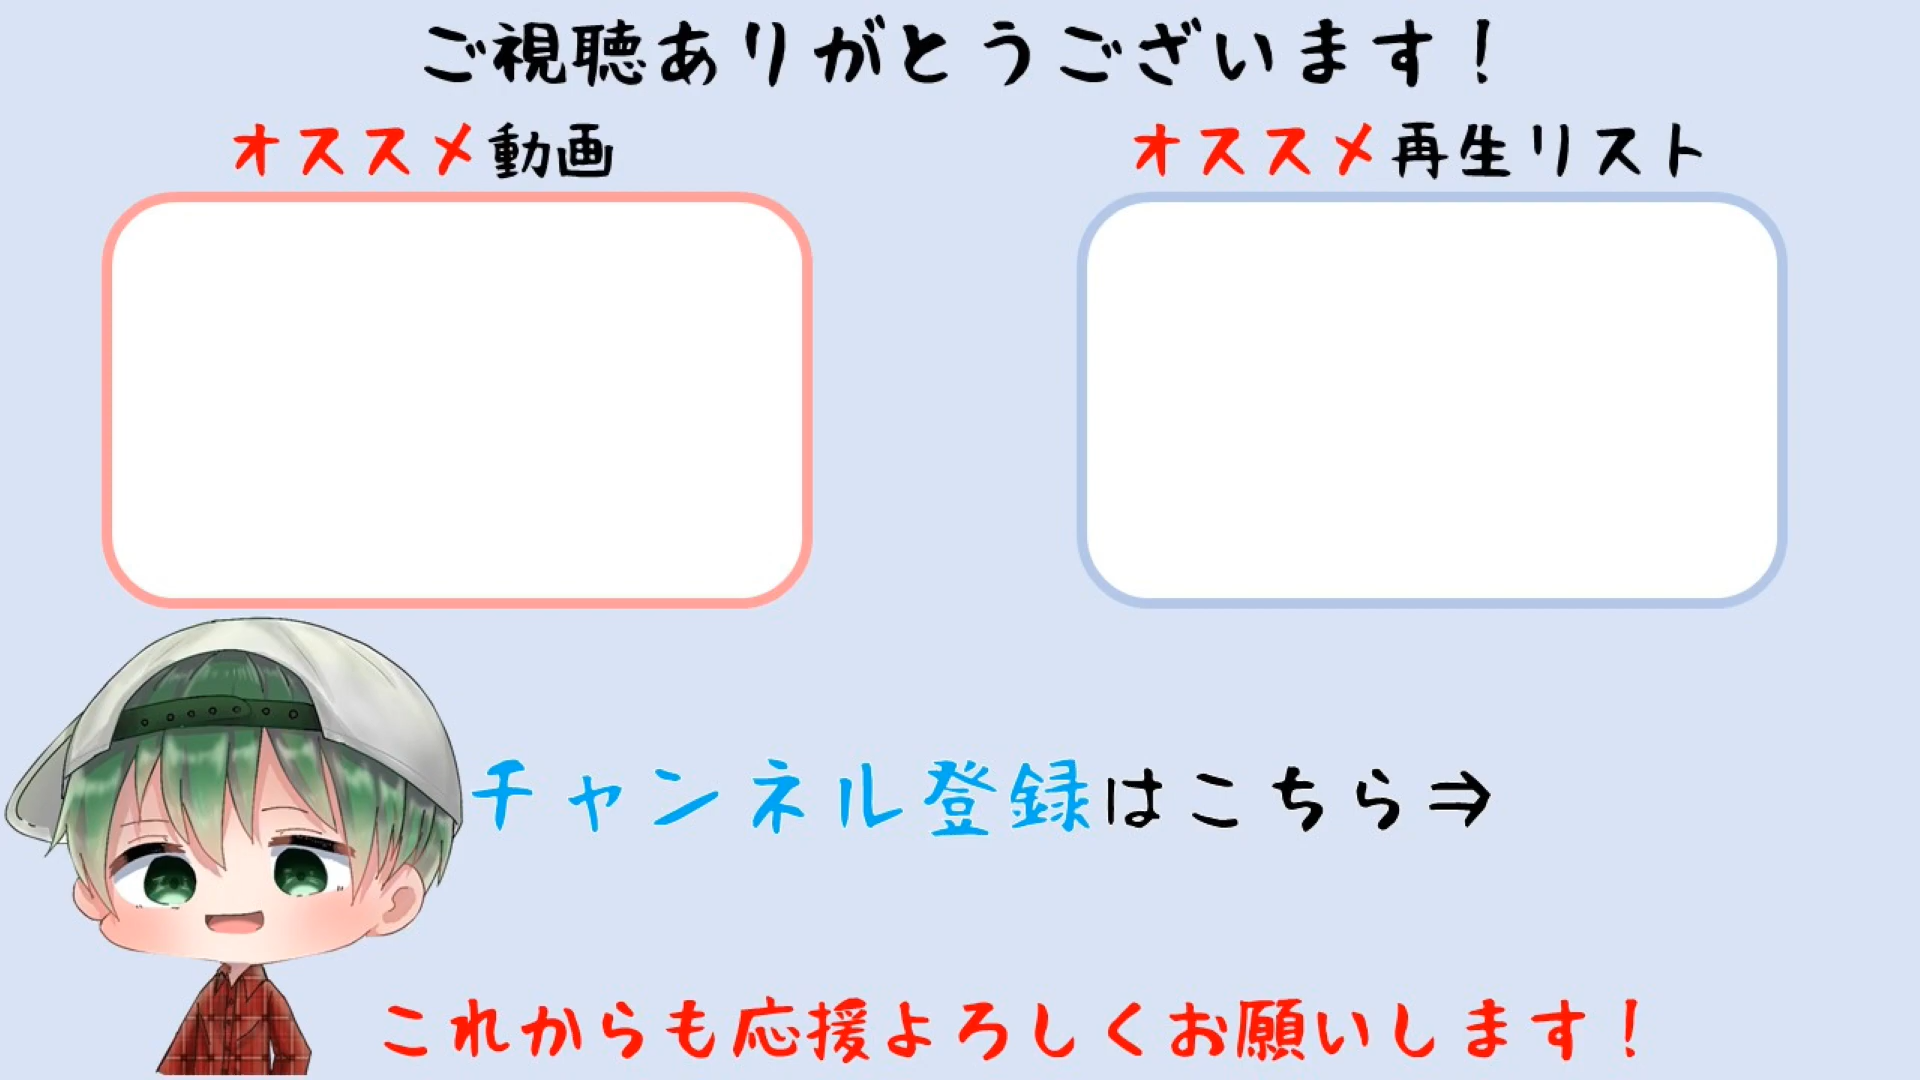 ご視聴ありがとうございます！
オススメ動画
オススメ再生リスト
チャンネル登録はこちら⇒
これからも応援よろしくお願いします！